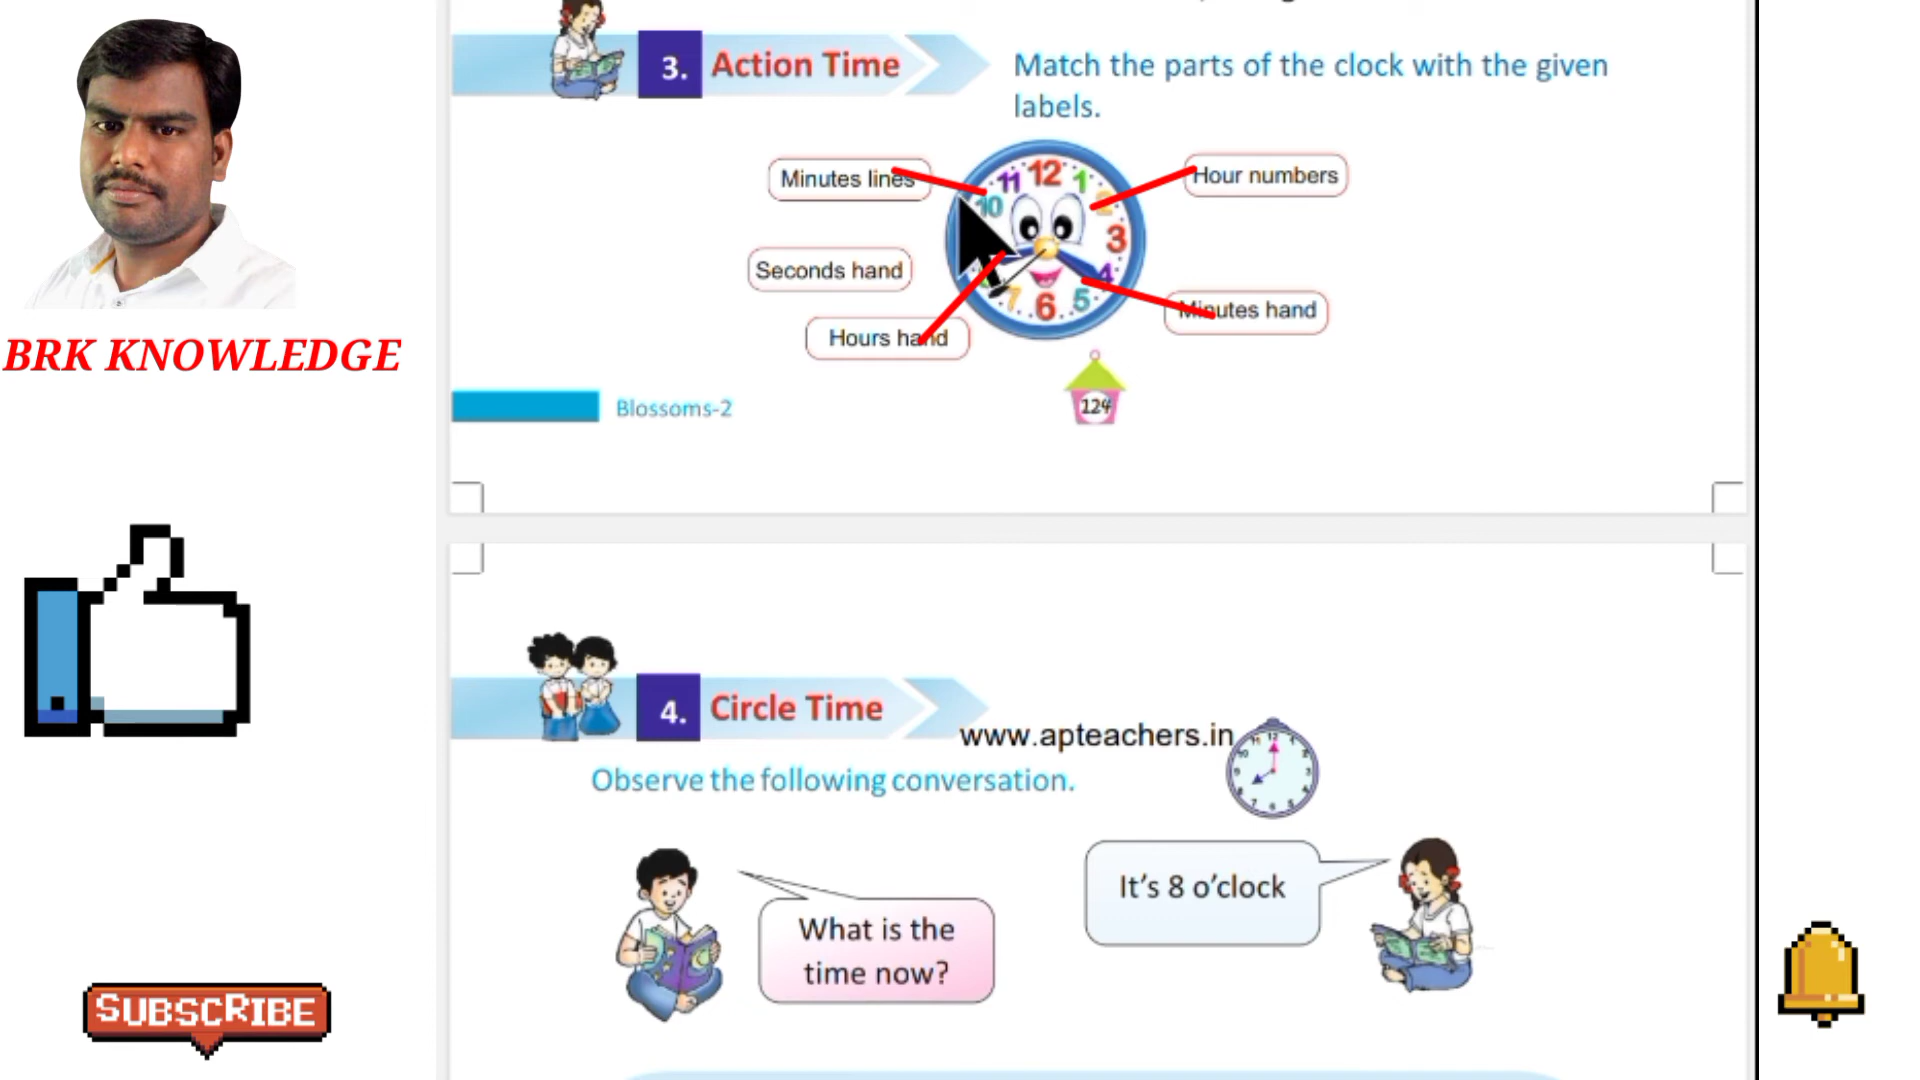 3. Action Time
Match the parts of the clock with the given
labels.
Minutes lines
Hour numbers
Seconds hand
Minutes hand
Hours hand
12
1
2
3
4
5
6
7
10
11
BRK KNOWLEDGE
Blossoms-2
124
4. Circle Time
www.apteachers.in
Observe the following conversation.
It's 8 o'clock
What is the
time now?
SUBSCRIBE